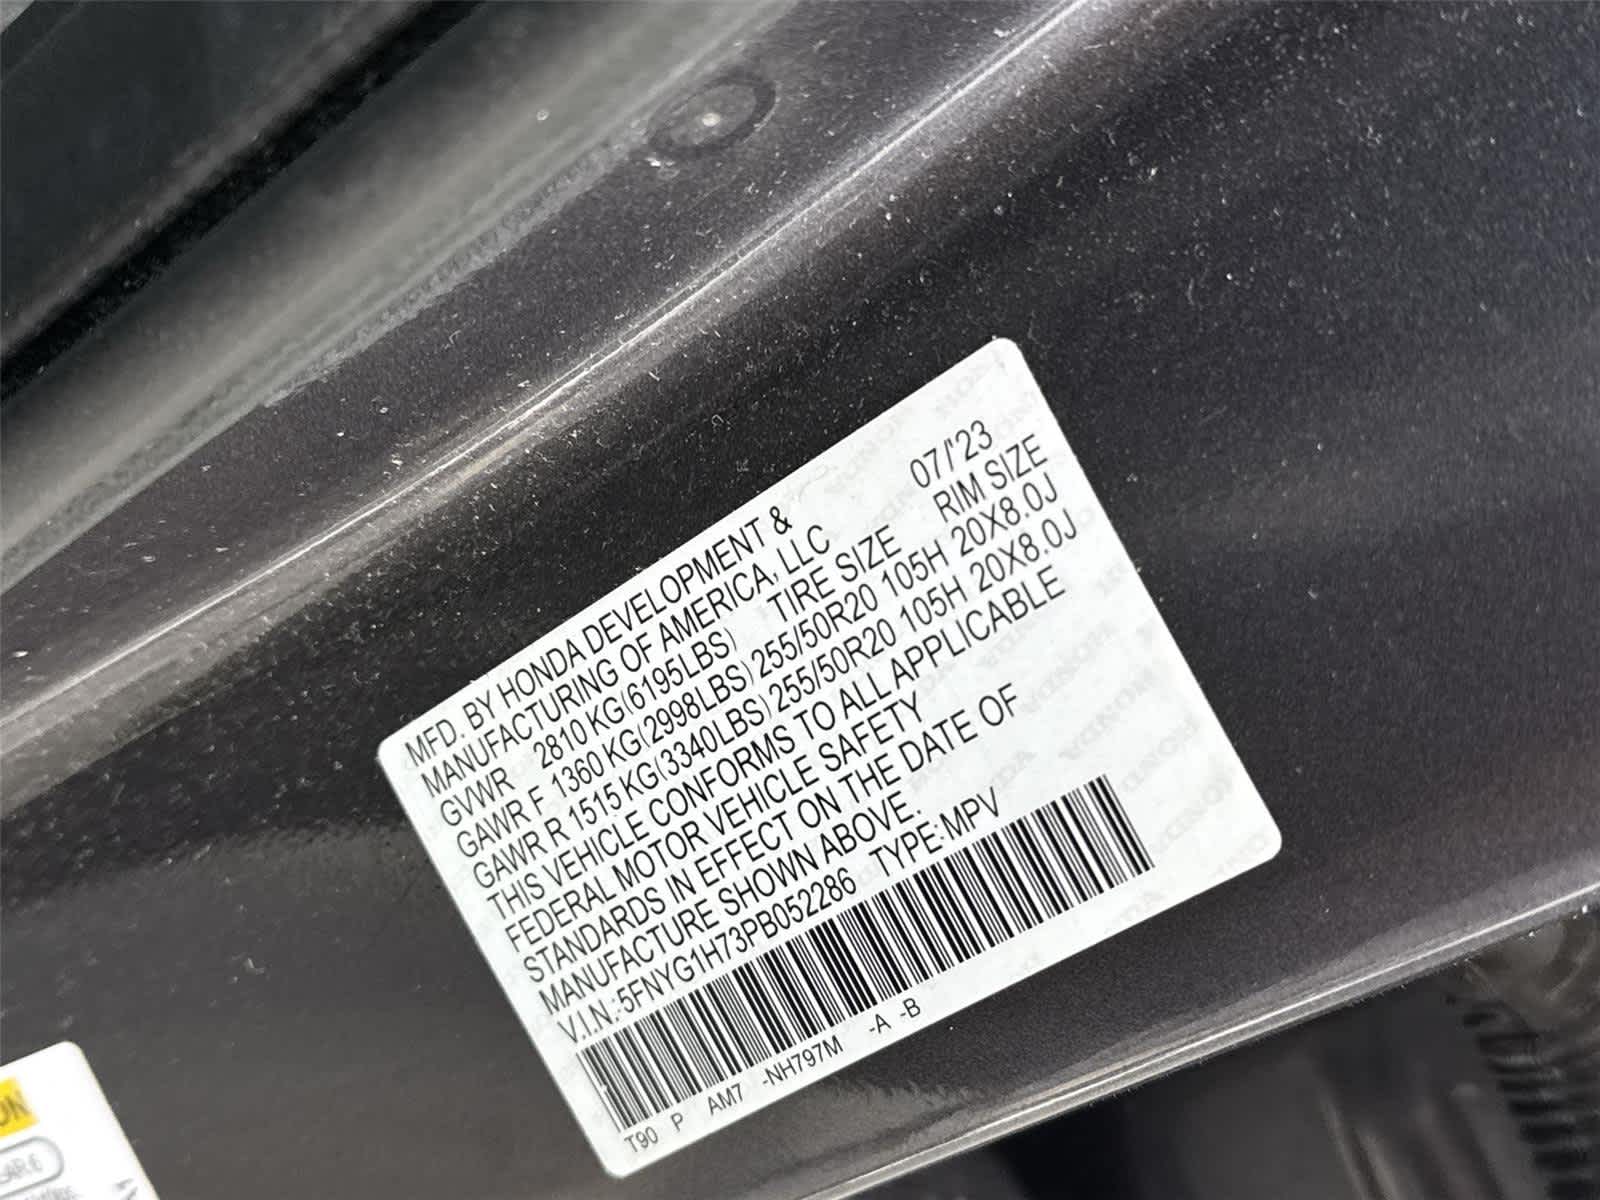 MFD. BY HONDA DEVELOPMENT &
MANUFACTURING OF AMERICA, LLC 07/'23
GVWR 2810 KG(6195LBS) TIRE SIZE RIM SIZE
GAWR F 1360 KG(2998LBS) 255/50R20 105H 20X8.0J
GAWR R 1515 KG(3340LBS) 255/50R20 105H 20X8.0J
THIS VEHICLE CONFORMS TO ALL APPLICABLE
FEDERAL MOTOR VEHICLE SAFETY
STANDARDS IN EFFECT ON THE DATE OF
MANUFACTURE SHOWN ABOVE.
V.I.N.:5FNYG1H73PB052286 TYPE:MPV
T90 P AM7 -NH797M -A -B